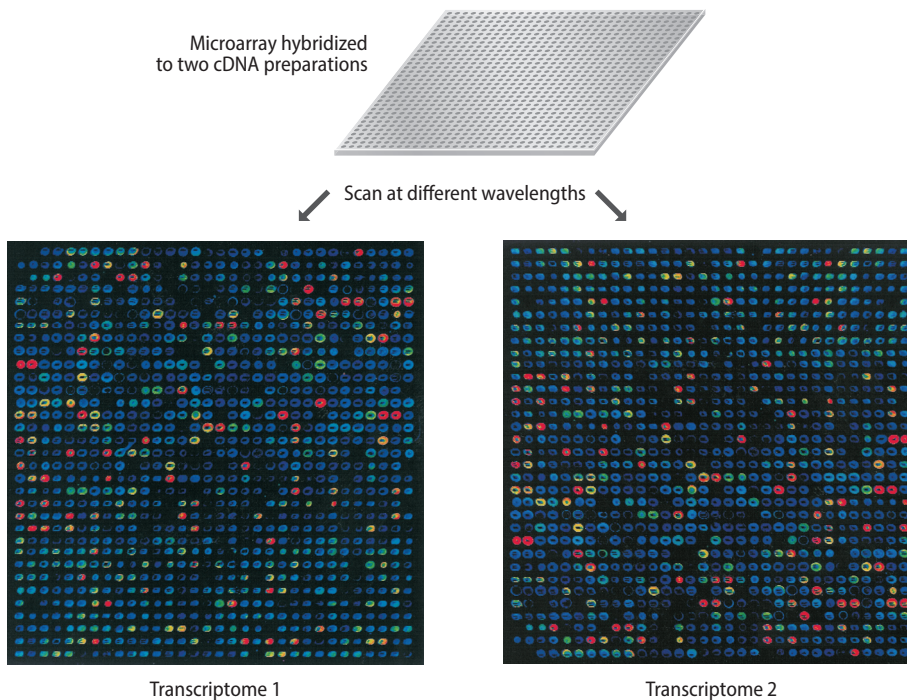 Microarray hybridized
to two cDNA preparations
Scan at different wavelengths
Transcriptome 1
Transcriptome 2